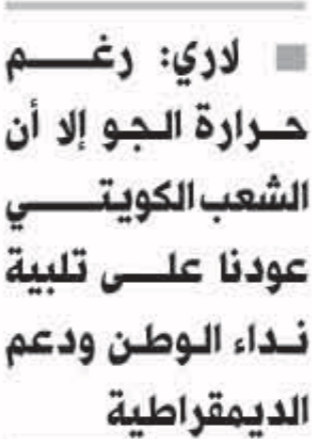 ■ لاري: رغم
حرارة الجو إلا أن
الشعب الكويتي
عودنا على تلبية
نداء الوطن ودعم
الديمقراطية